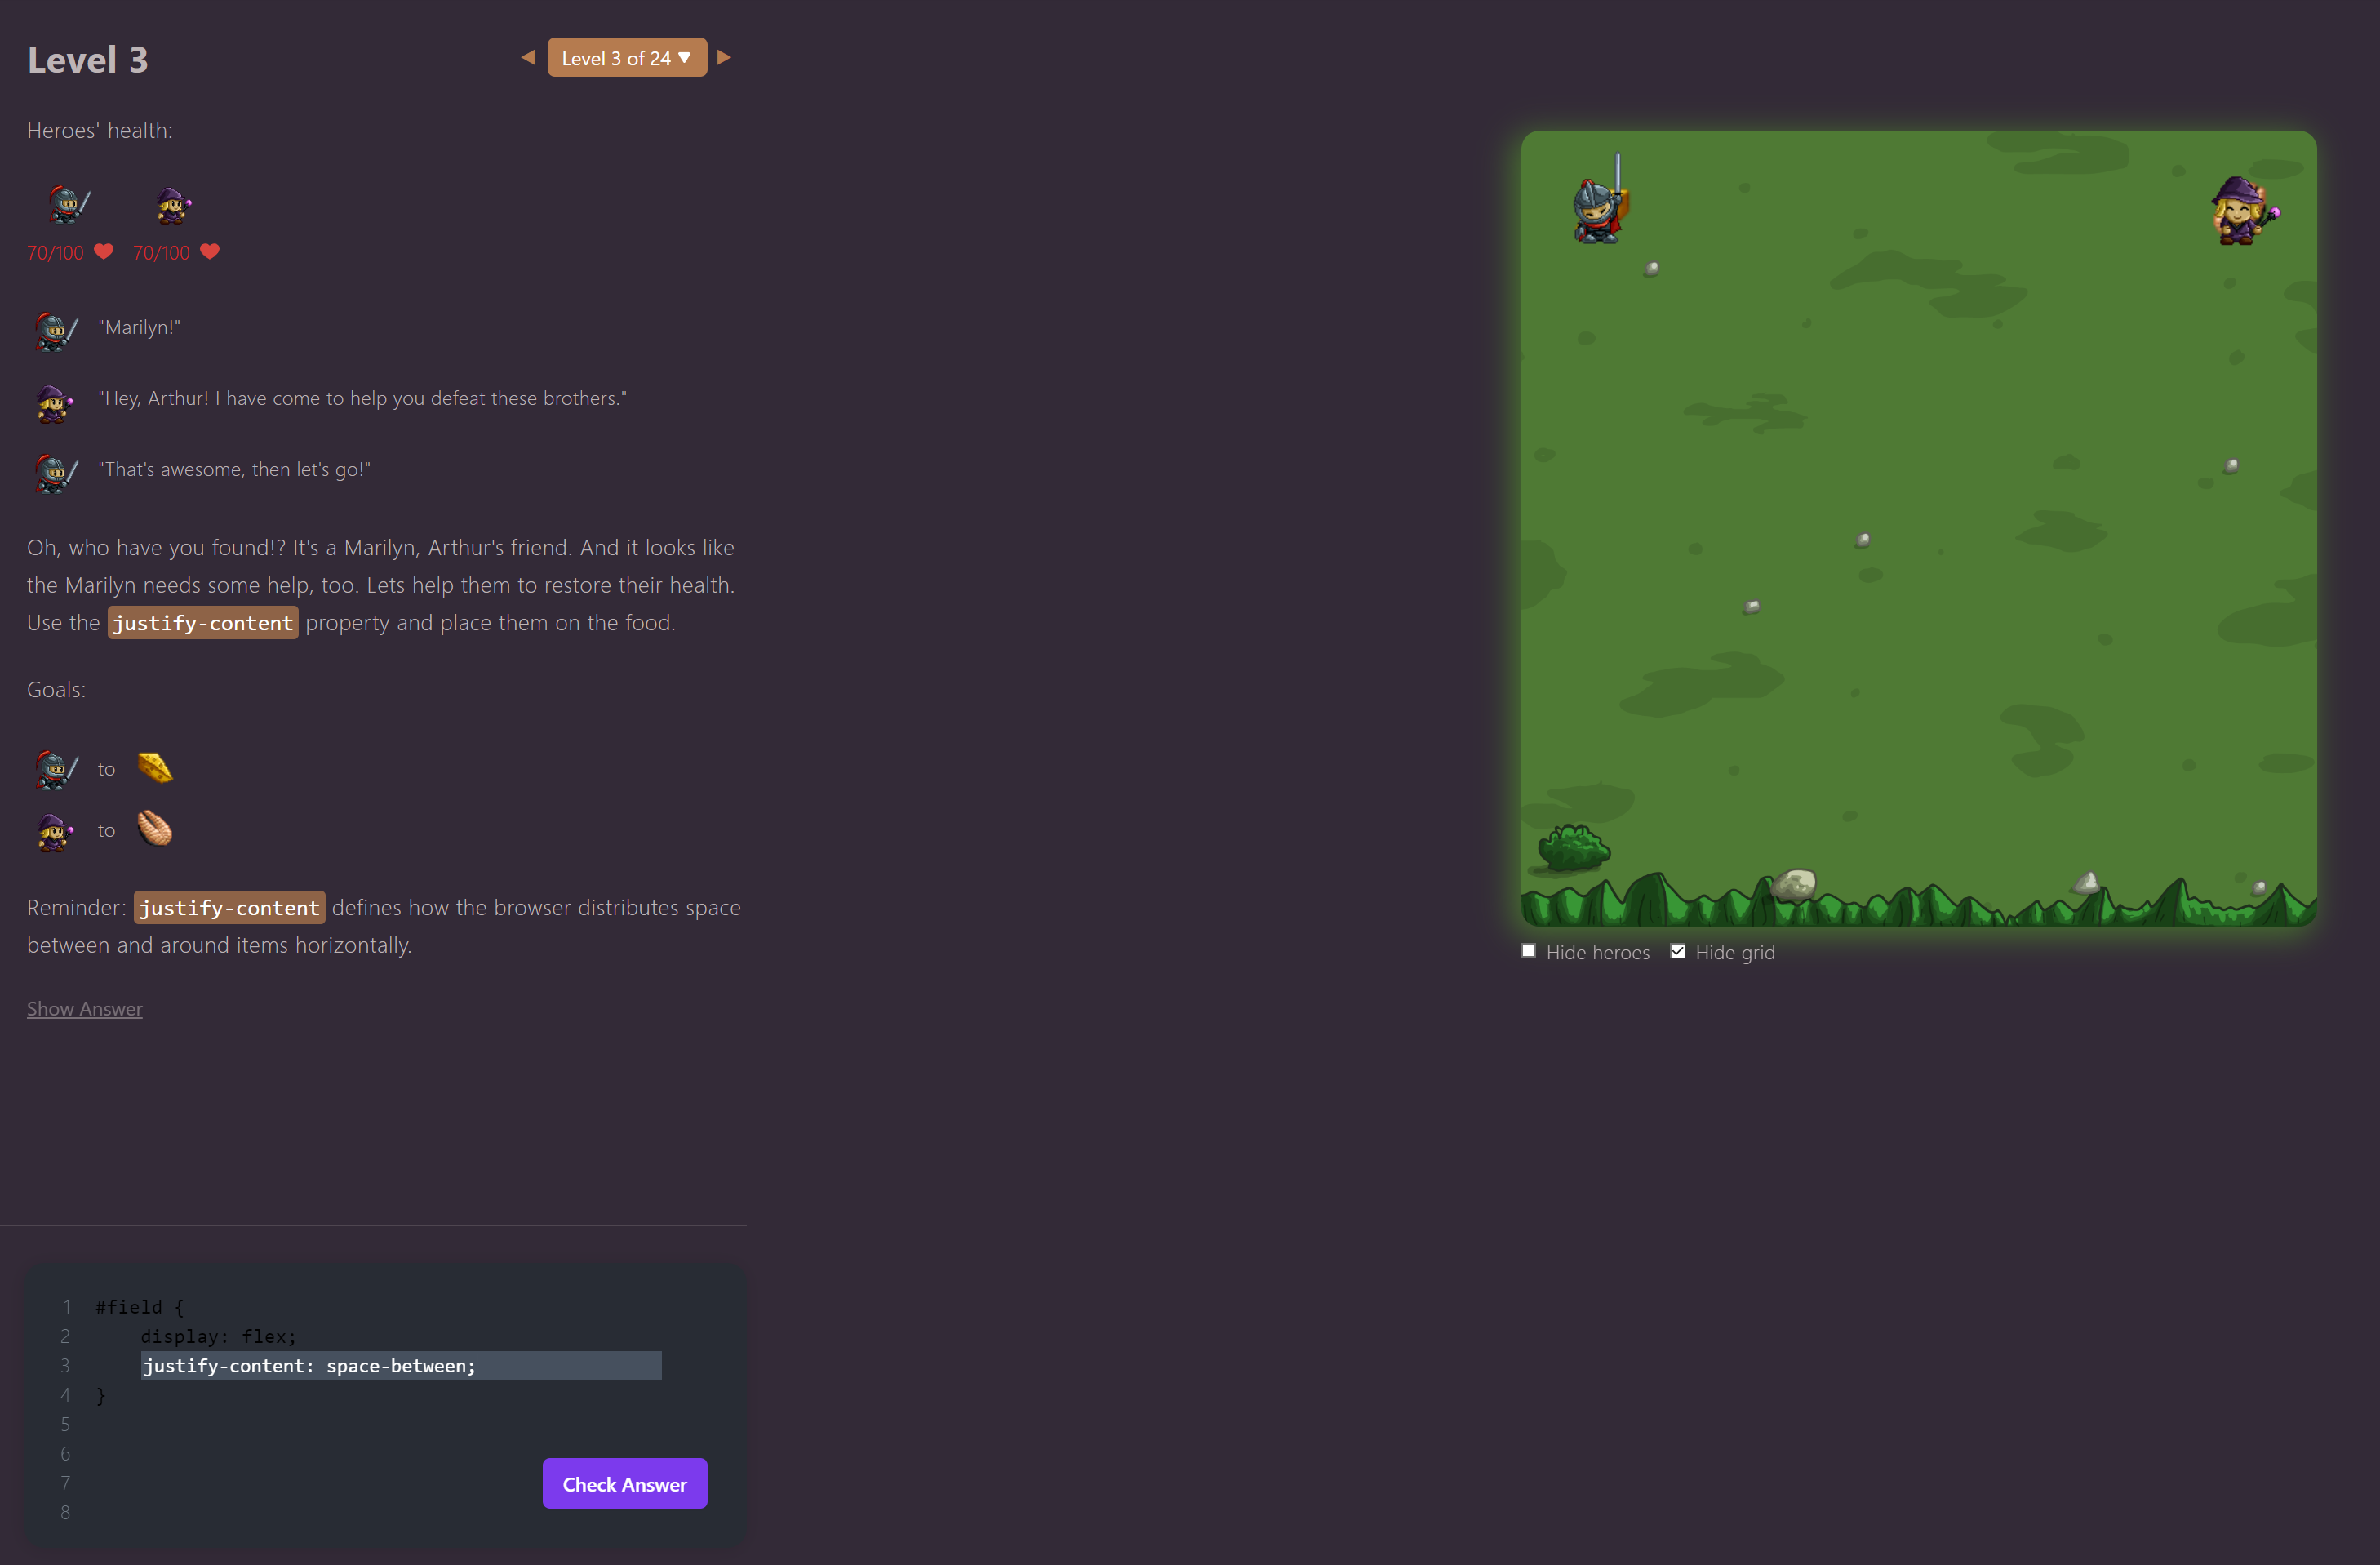 Level 3
Level 3 of 24 ▼
Heroes' health:
70/100 70/100
"Marilyn!"
"Hey, Arthur! I have come to help you defeat these brothers."
"That's awesome, then let's go!"
Oh, who have you found!? It's a Marilyn, Arthur's friend. And it looks like
the Marilyn needs some help, too. Lets help them to restore their health.
Use the justify-content property and place them on the food.
Goals:
to
to
Reminder: justify-content defines how the browser distributes space
between and around items horizontally.
Show Answer
1 #field {
2 display: flex;
3 justify-content: space-between;
4 }
5
6
7
8
Check Answer
Hide heroes Hide grid